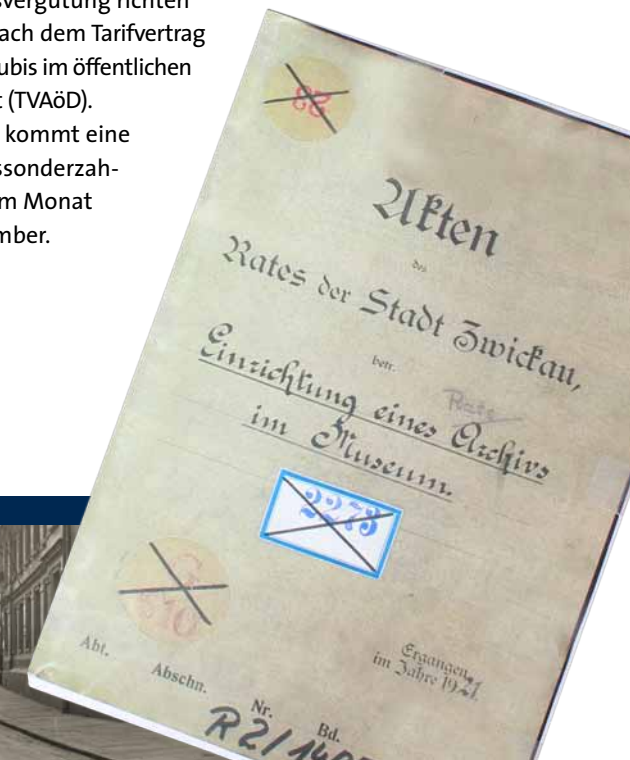 svergütung richten
ach dem Tarifvertrag
ubis im öffentlichen
t (TVAöD).
kommt eine
ssonderzah-
m Monat
mber.
28
Akten
des
Rates der Stadt Zwickau,
betr.
Einrichtung eines Archivs
im Museum.
2273
Abt.
Abschn.
Nr.
Bd.
Ergangen
im Jahre 1921
R2/